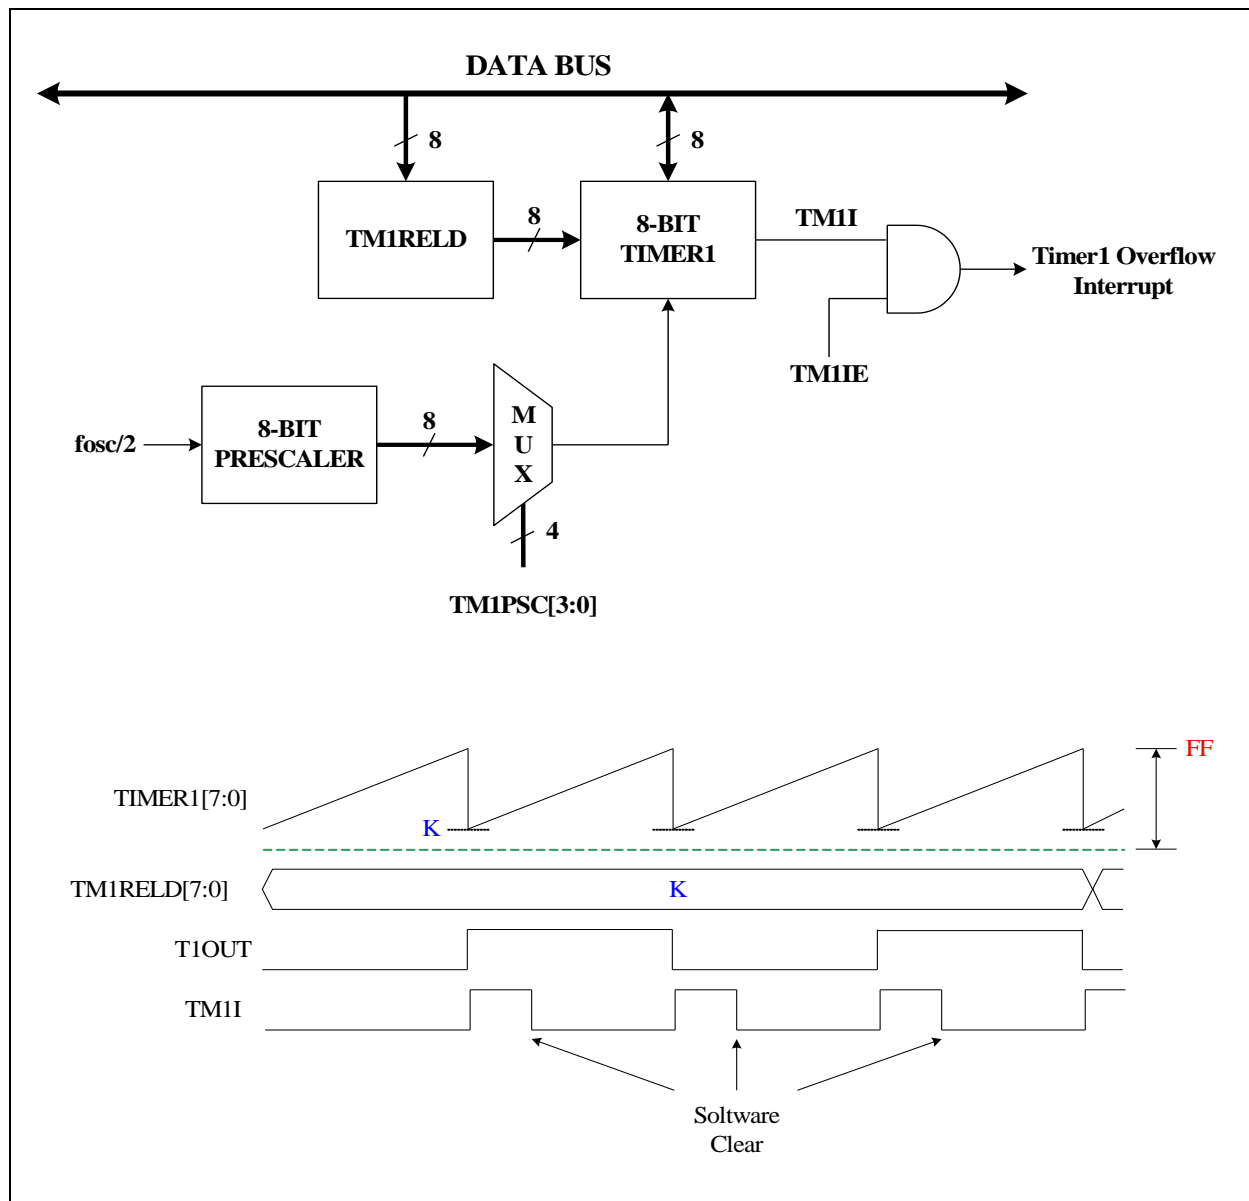 DATA BUS
8
8
TM1RELD
8
8-BIT
TIMER1
TM1I
Timer1 Overflow
Interrupt
TM1IE
fosc/2
8-BIT
PRESCALER
8
M
U
X
4
TM1PSC[3:0]
FF
TIMER1[7:0]
K
TM1RELD[7:0]
K
T1OUT
TM1I
Soltware
Clear